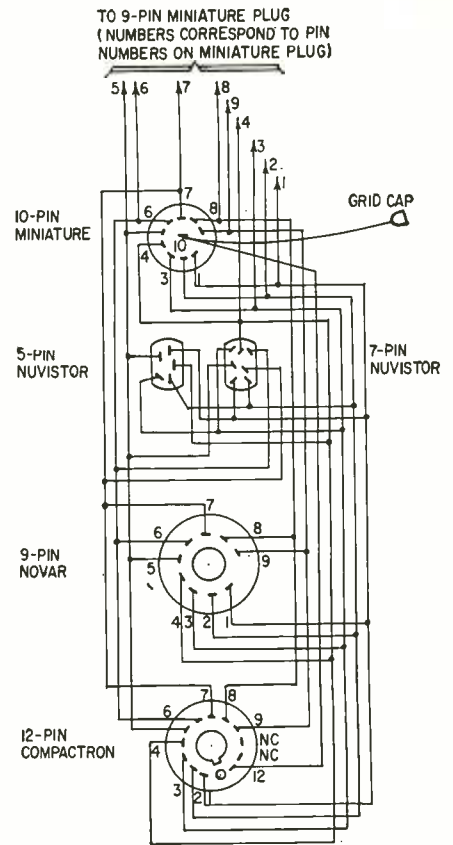 TO 9-PIN MINIATURE PLUG
(NUMBERS CORRESPOND TO PIN
NUMBERS ON MINIATURE PLUG)
5 6 7 8
9
4
3
2
1
GRID CAP
10-PIN
MINIATURE
7
6 8
10
4
3 1
5-PIN
NUVISTOR
7-PIN
NUVISTOR
9-PIN
NOVAR
7
6 8
5 9
4 3 2 1
12-PIN
COMPACTRON
7 8
6 9
NC
4 NC
12
3 2